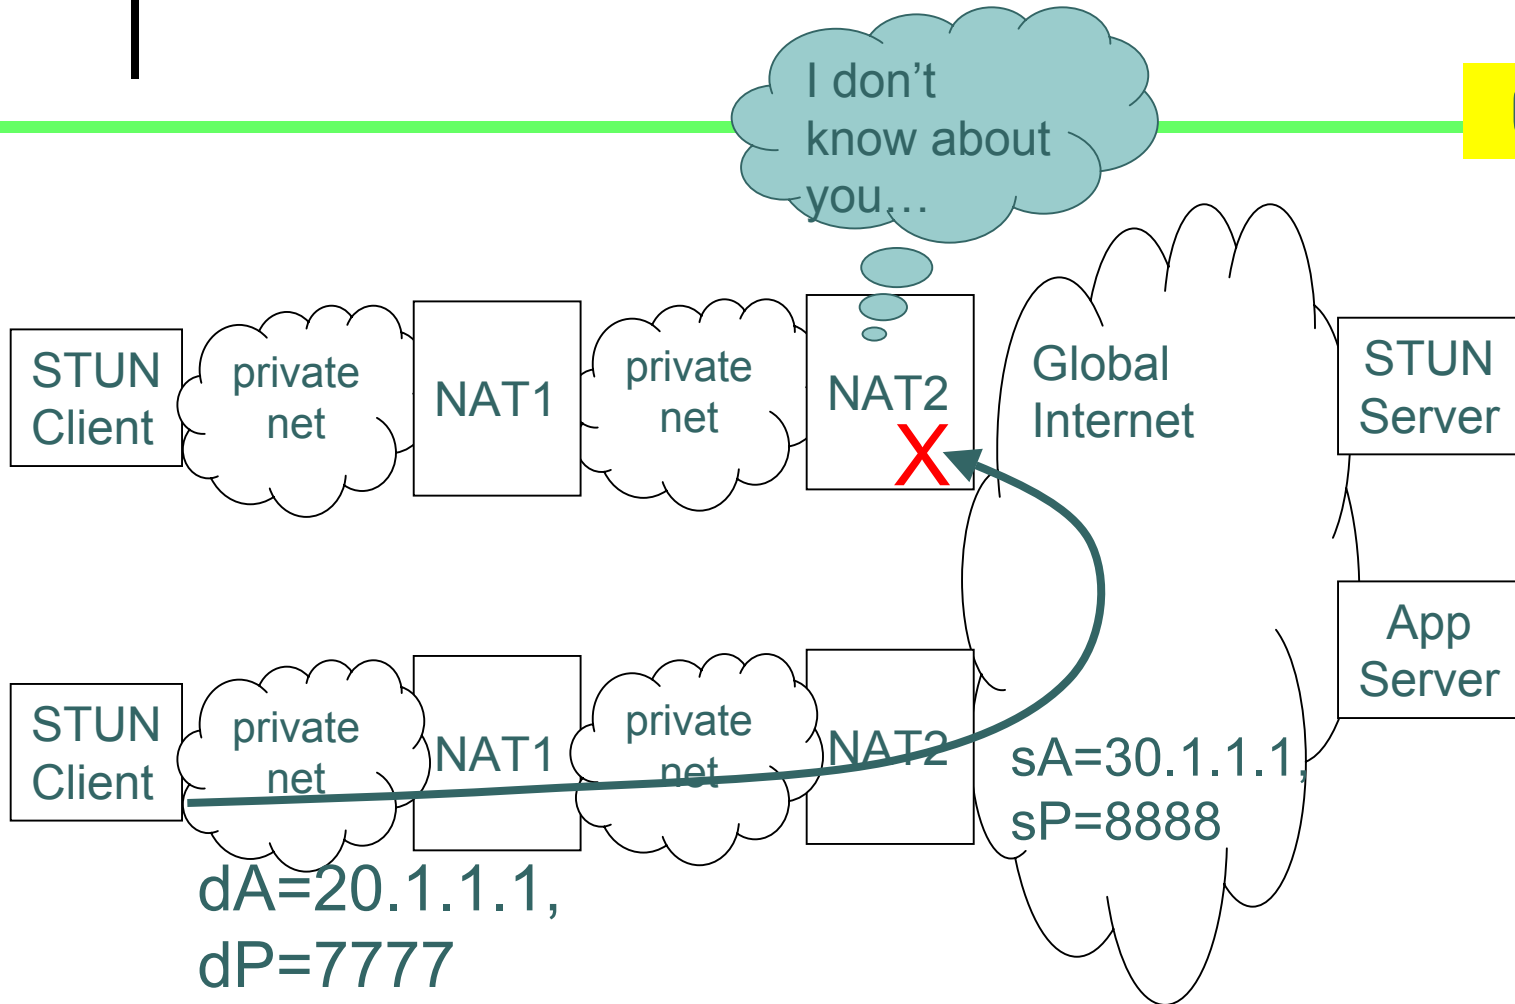 I don’t
know about
you…
STUN
Client
private
net
NAT1
private
net
NAT2
X
Global
Internet
STUN
Server
App
Server
STUN
Client
private
net
NAT1
private
net
NAT2
sA=30.1.1.1,
sP=8888
dA=20.1.1.1,
dP=7777